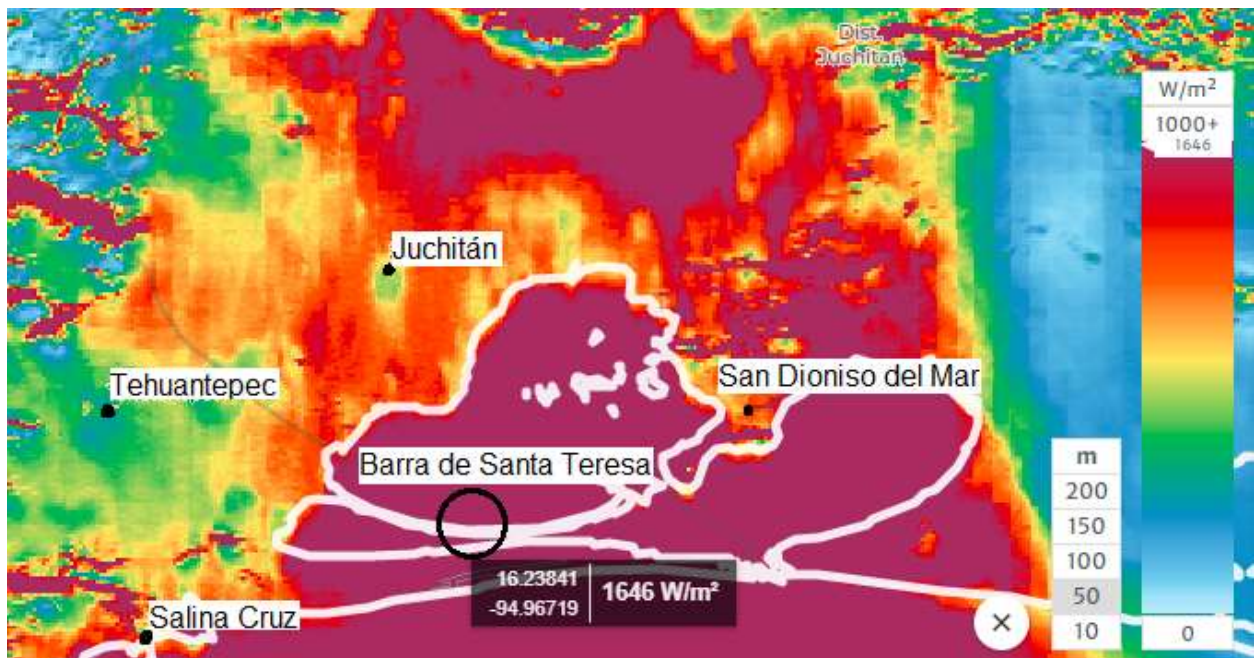 Dist.
Juchitan
W/m²
1000+
1646
Juchitán
Tehuantepec
San Dioniso del Mar
Barra de Santa Teresa
m
200
150
100
50
10
16.23841
-94.96719
1646 W/m²
Salina Cruz
×
0